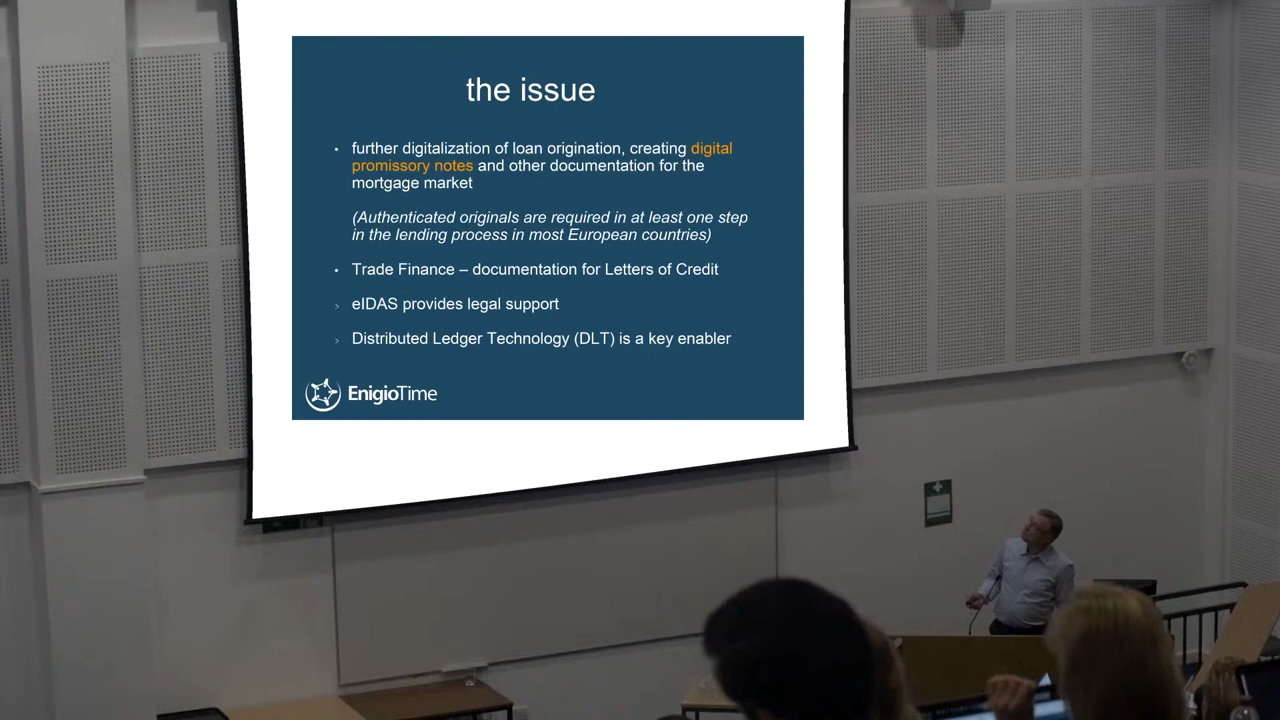 the issue
• further digitalization of loan origination, creating digital
promissory notes and other documentation for the
mortgage market
(Authenticated originals are required in at least one step
in the lending process in most European countries)
• Trade Finance – documentation for Letters of Credit
> eIDAS provides legal support
> Distributed Ledger Technology (DLT) is a key enabler
EnigioTime